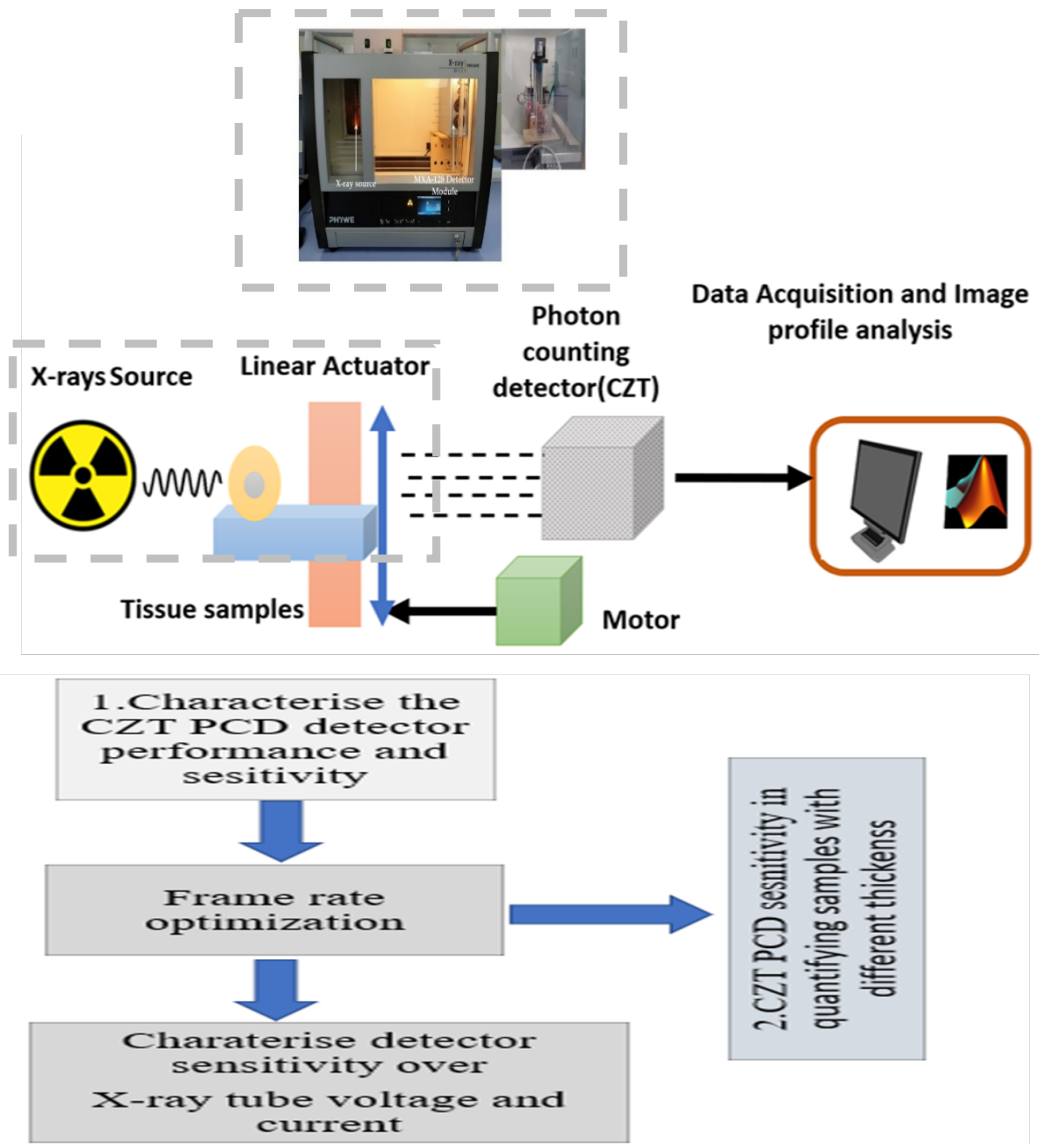 X-ray
X-ray source
MXA-128 Detector
Module
PHYWE
Data Acquisition and Image
profile analysis
Photon
counting
detector(CZT)
Linear Actuator
X-rays Source
Tissue samples
Motor
1.Characterise the
CZT PCD detector
performance and
sesitivity
Frame rate
optimization
Charaterise detector
sensitivity over
X-ray tube voltage and
current
2.CZT PCD sesnitivity in
quantifying samples with
different thickenss